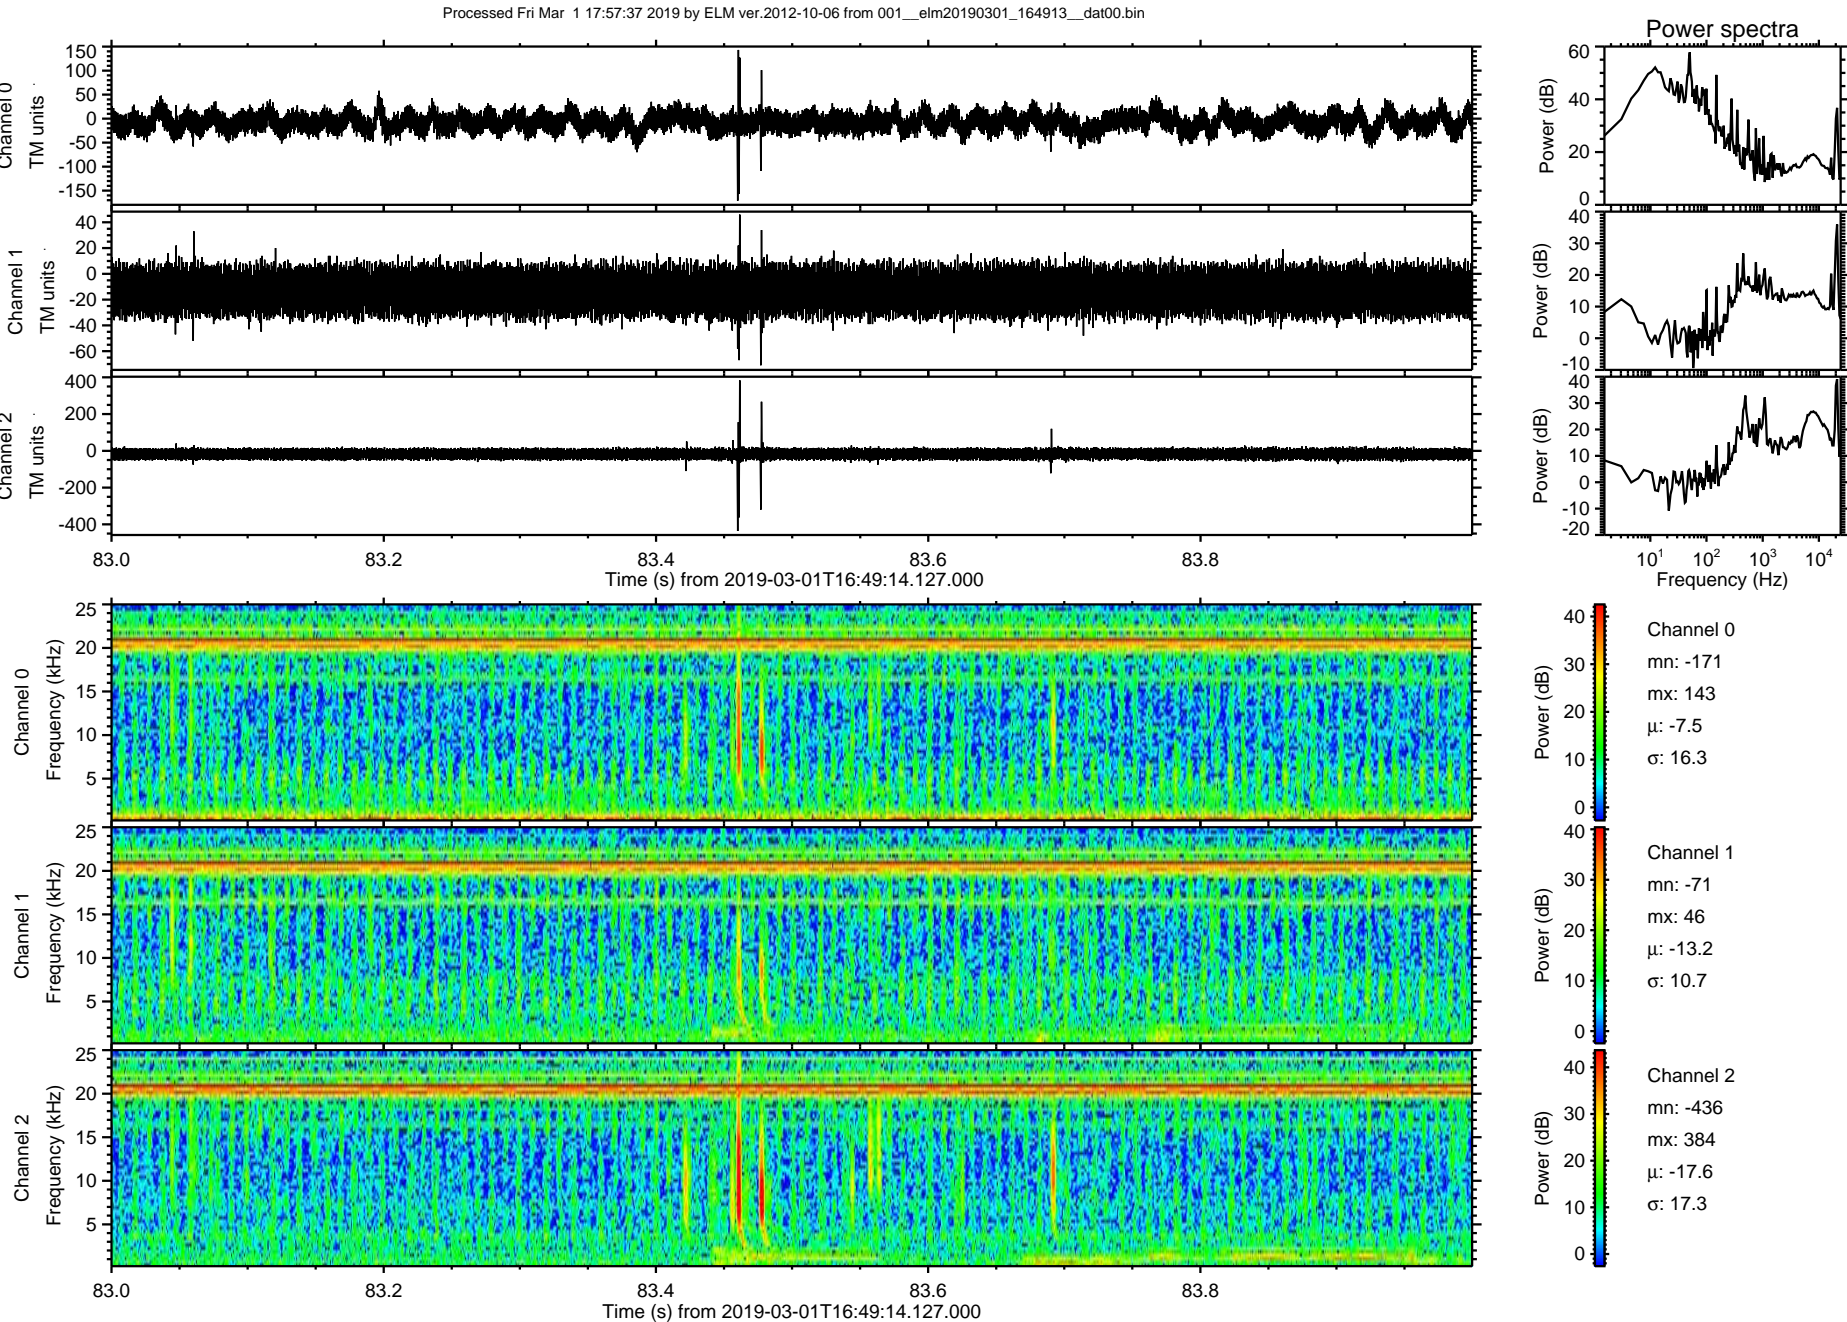 Processed Fri Mar 1 17:57:37 2019 by ELM ver.2012-10-06 from 001__elm20190301_164913__dat00.bin
Power spectra
Channel 0
TM units
150
100
50
0
-50
-100
-150
Power (dB)
60
40
20
0
Channel 1
TM units
40
20
0
-20
-40
-60
Power (dB)
40
30
20
10
0
-10
Channel 2
TM units
400
200
0
-200
-400
Power (dB)
40
30
20
10
0
-10
-20
83.0 83.2 83.4 83.6 83.8
Time (s) from 2019-03-01T16:49:14.127.000
10¹ 10² 10³ 10⁴
Frequency (Hz)
Channel 0
Frequency (kHz)
25
20
15
10
5
Power (dB)
40
30
20
10
0
Channel 0
mn: -171
mx: 143
μ: -7.5
σ: 16.3
Channel 1
Frequency (kHz)
25
20
15
10
5
Power (dB)
40
30
20
10
0
Channel 1
mn: -71
mx: 46
μ: -13.2
σ: 10.7
Channel 2
Frequency (kHz)
25
20
15
10
5
Power (dB)
40
30
20
10
0
Channel 2
mn: -436
mx: 384
μ: -17.6
σ: 17.3
83.0 83.2 83.4 83.6 83.8
Time (s) from 2019-03-01T16:49:14.127.000